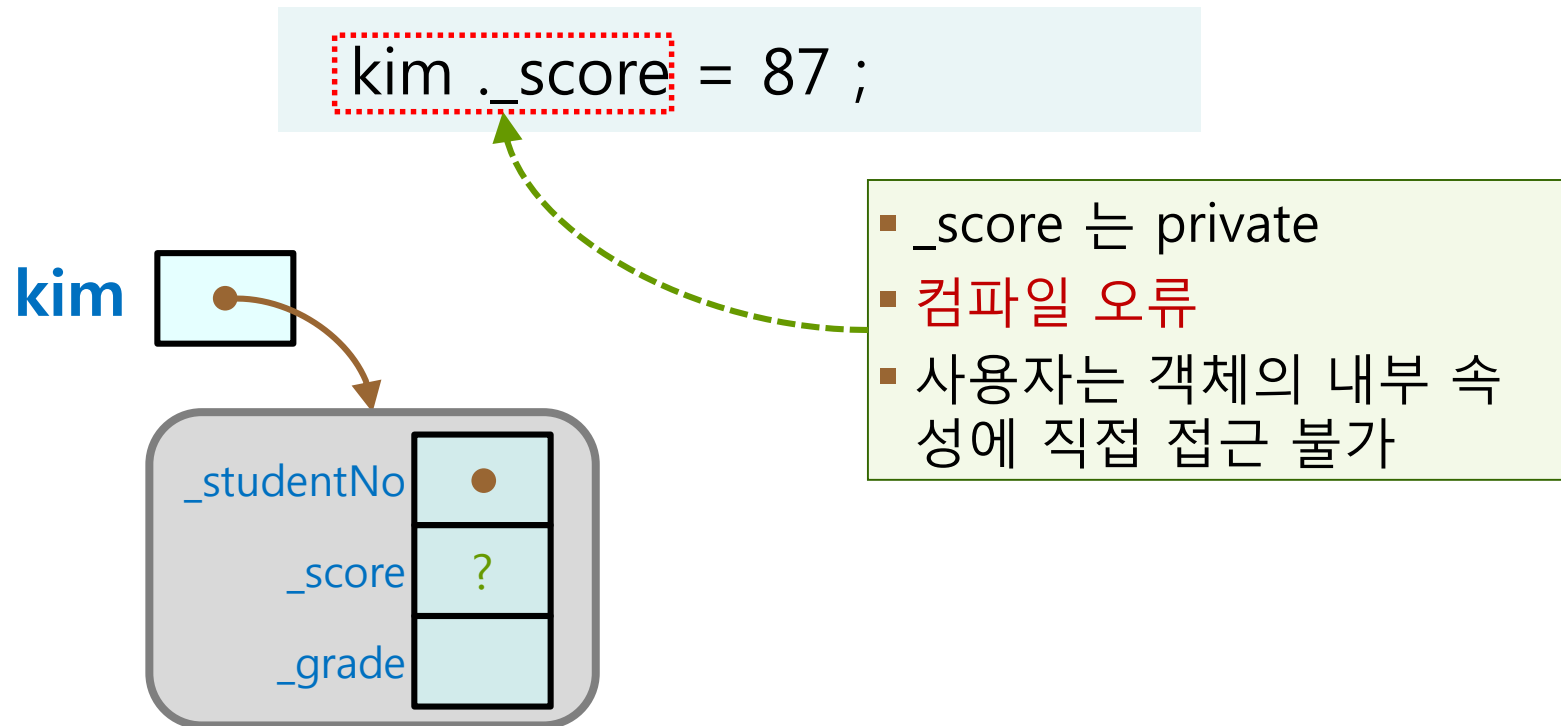 kim ._score = 87 ;
_score 는 private
컴파일 오류
사용자는 객체의 내부 속
성에 직접 접근 불가
kim
_studentNo
_score ?
_grade